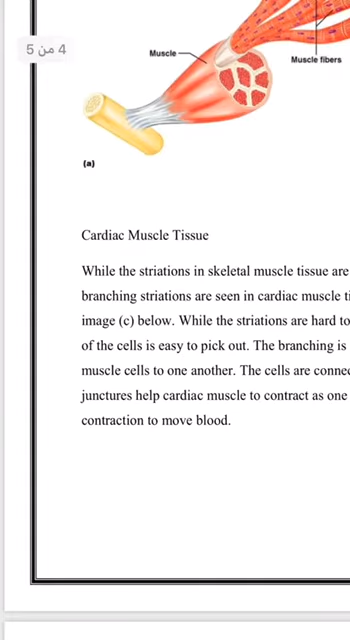 4 من 5
Muscle
Muscle fibers
(a)
Cardiac Muscle Tissue
While the striations in skeletal muscle tissue are
branching striations are seen in cardiac muscle
image (c) below. While the striations are hard to
of the cells is easy to pick out. The branching is
muscle cells to one another. The cells are
junctures help cardiac muscle to contract as one
contraction to move blood.